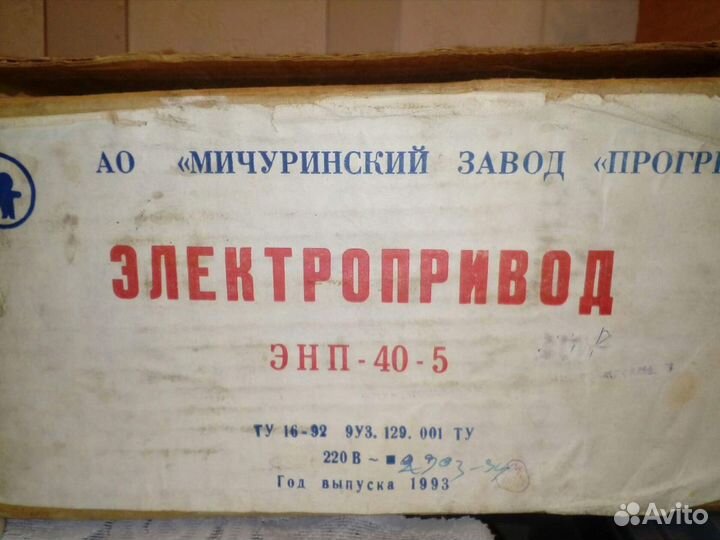 АО «МИЧУРИНСКИЙ ЗАВОД «ПРОГРЕ
ЭЛЕКТРОПРИВОД
ЭНП-40-5
ТУ 16-92 9УЗ. 129. 001 ТУ
220 В ~ ■
Год выпуска 1993
Avito